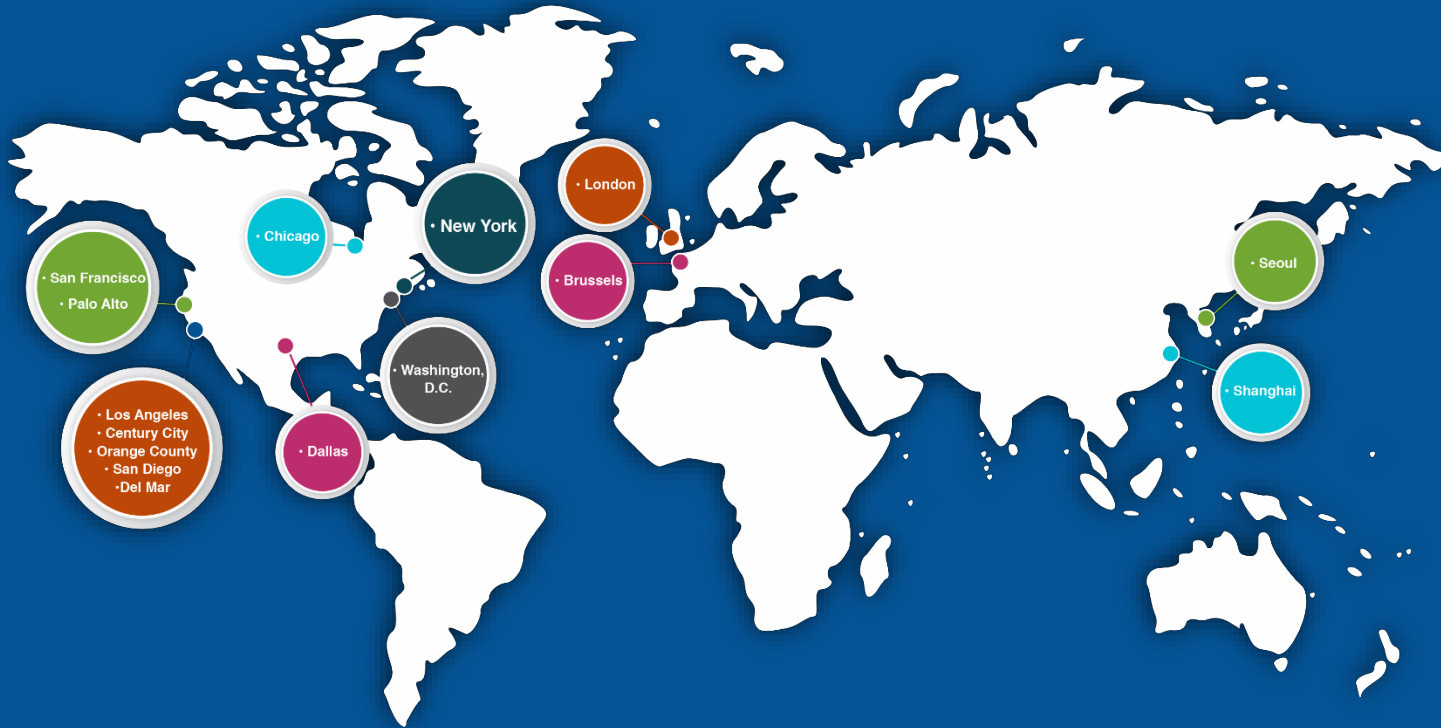 • London
• New York
• Chicago
• Seoul
• San Francisco
• Palo Alto
• Brussels
• Washington,
D.C.
• Shanghai
• Los Angeles
• Century City
• Orange County
• San Diego
•Del Mar
• Dallas